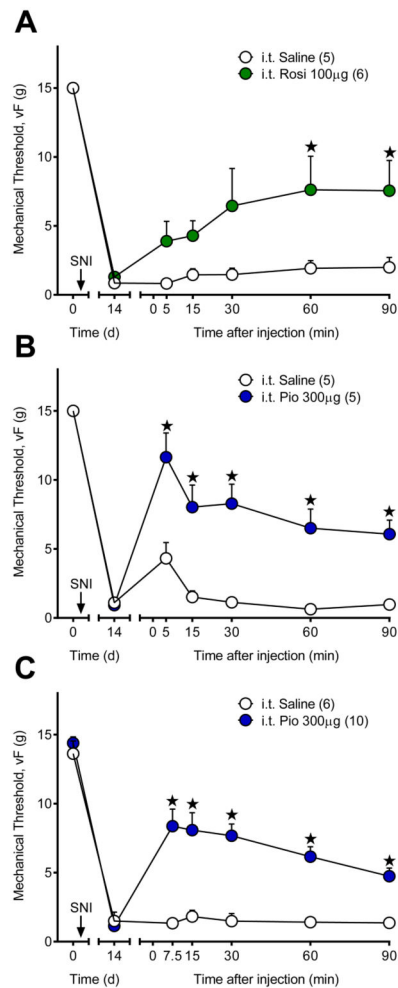 A
i.t. Saline (5)
i.t. Rosi 100µg (6)
Mechanical Threshold, vF (g)
15
10
5
0
SNI
0 14 0 5 15 30 60 90
Time (d) Time after injection (min)
B
i.t. Saline (5)
i.t. Pio 300µg (5)
Mechanical Threshold, vF (g)
15
10
5
0
SNI
0 14 0 5 15 30 60 90
Time (d) Time after injection (min)
C
i.t. Saline (6)
i.t. Pio 300µg (10)
Mechanical Threshold, vF (g)
15
10
5
0
SNI
0 14 0 7.5 15 30 60 90
Time (d) Time after injection (min)